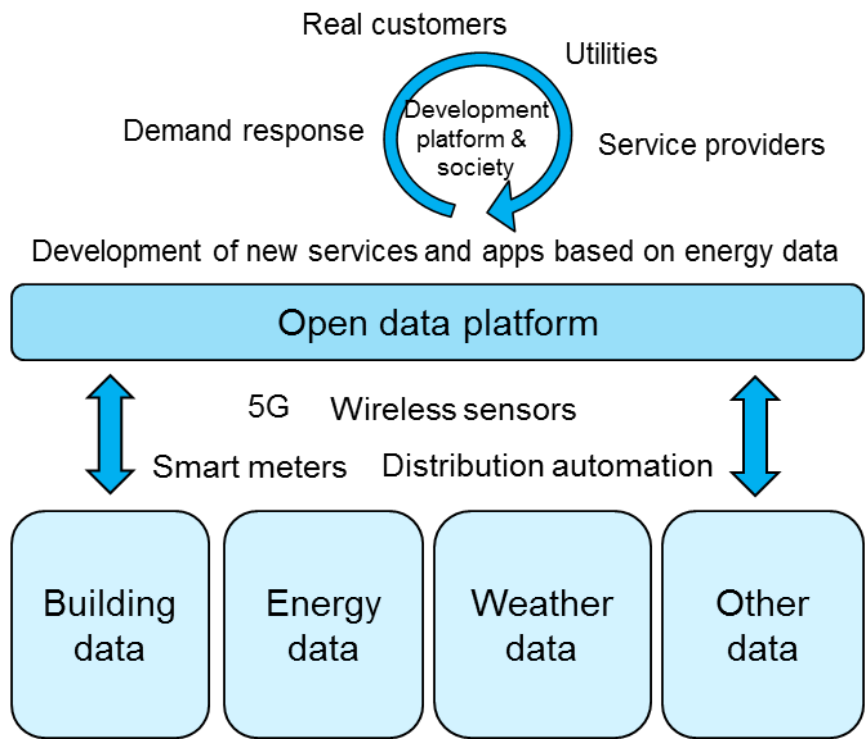 Real customers
Utilities
Demand response
Development
platform &
society
Service providers
Development of new services and apps based on energy data
Open data platform
5G Wireless sensors
Smart meters Distribution automation
Building
data
Energy
data
Weather
data
Other
data